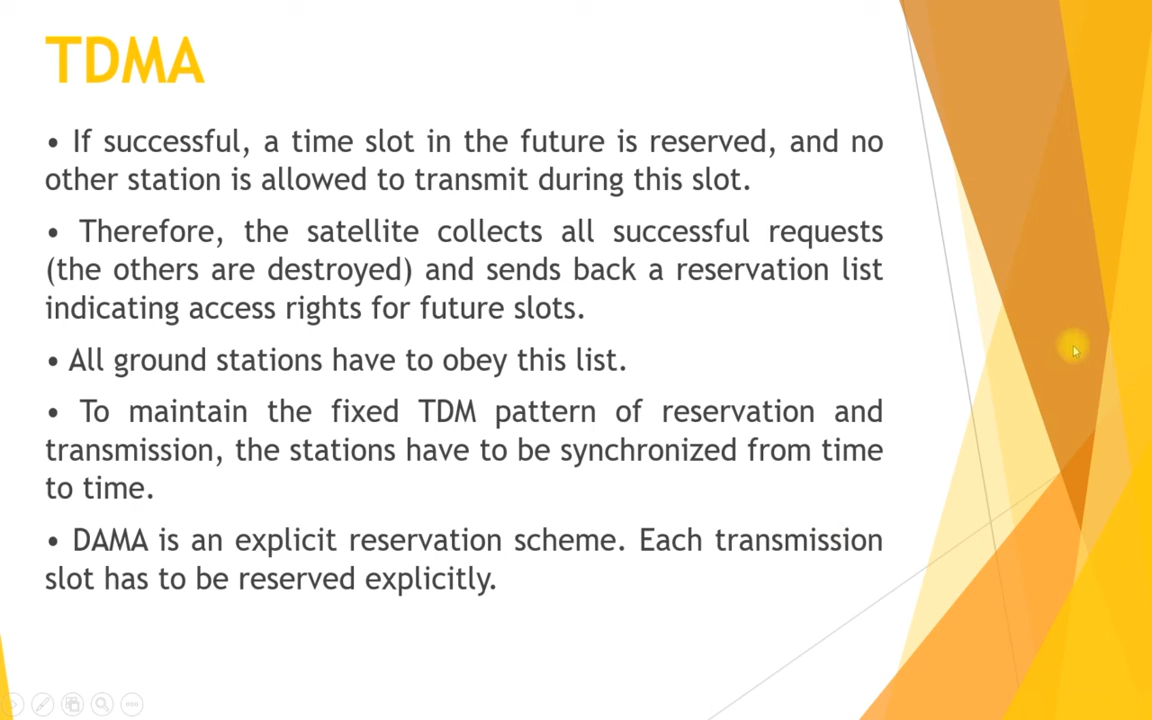 TDMA
• If successful, a time slot in the future is reserved, and no
other station is allowed to transmit during this slot.
• Therefore, the satellite collects all successful requests
(the others are destroyed) and sends back a reservation list
indicating access rights for future slots.
• All ground stations have to obey this list.
• To maintain the fixed TDM pattern of reservation and
transmission, the stations have to be synchronized from time
to time.
• DAMA is an explicit reservation scheme. Each transmission
slot has to be reserved explicitly.